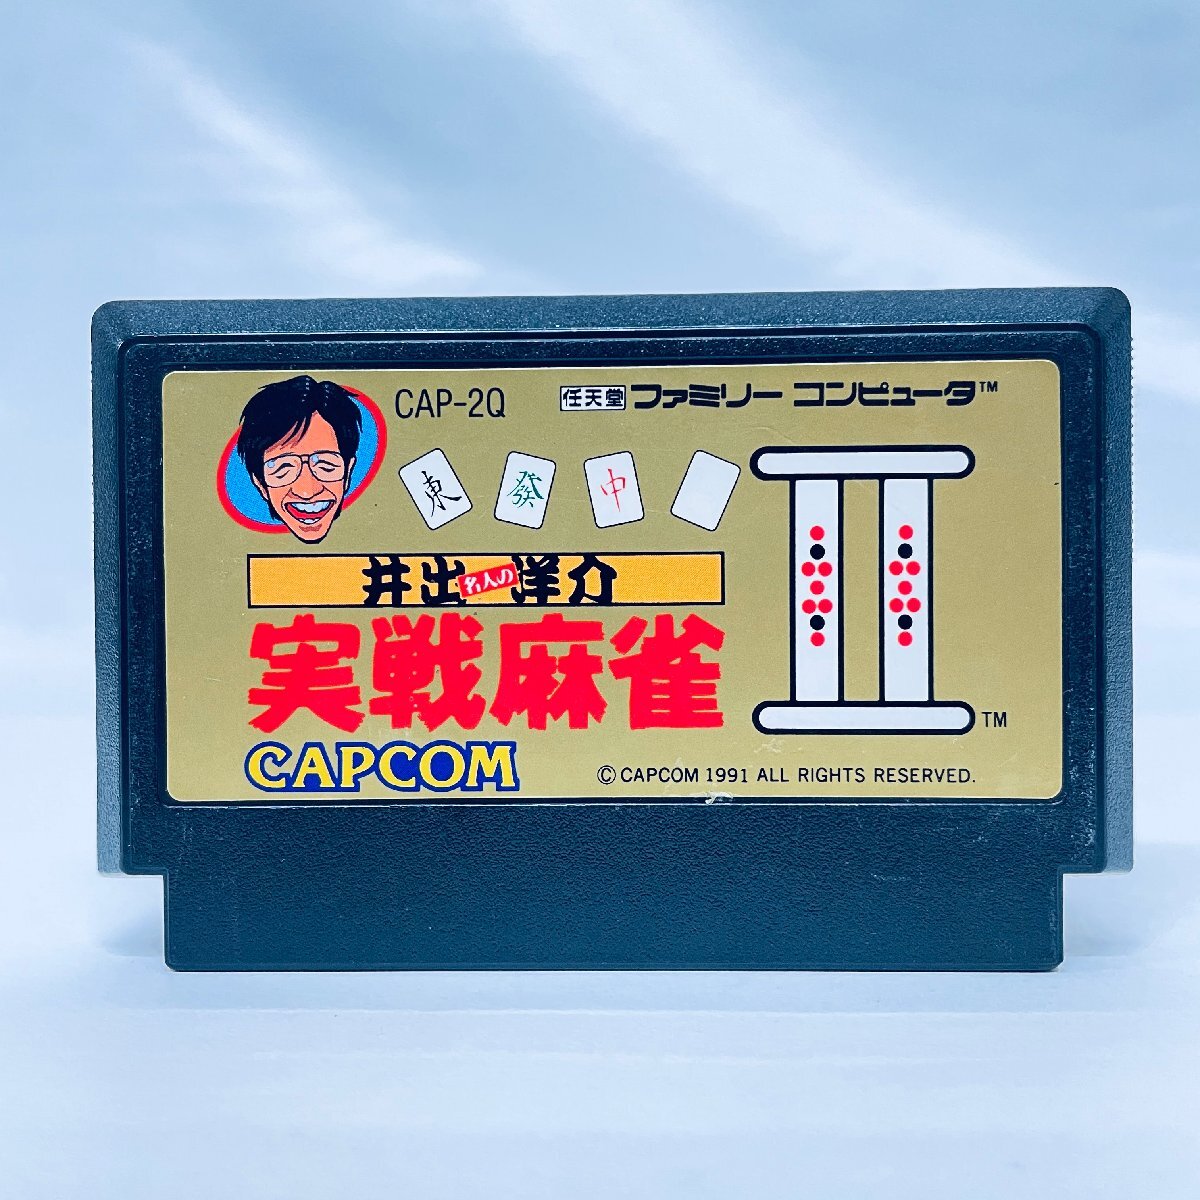 CAP-2Q
任天堂 ファミリー コンピュータ™
東 發 中
井出名人の洋介
実戦麻雀 II ™
CAPCOM
© CAPCOM 1991 ALL RIGHTS RESERVED.